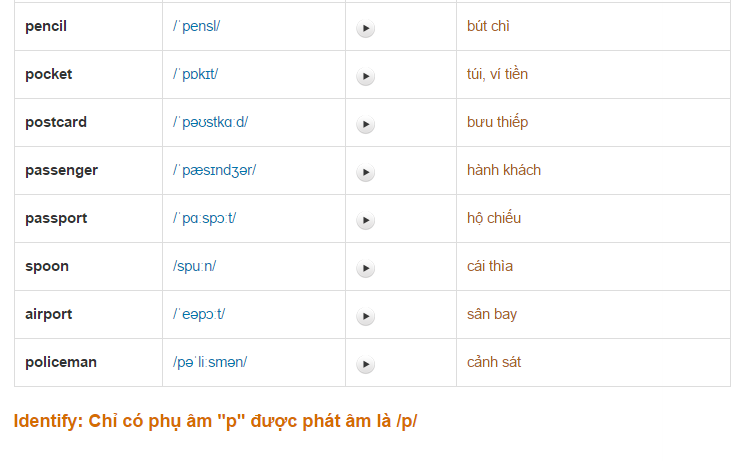 pencil /ˈpensl/ bút chì
pocket /ˈpɒkɪt/ túi, ví tiền
postcard /ˈpəʊstkɑːd/ bưu thiếp
passenger /ˈpæsɪndʒər/ hành khách
passport /ˈpɑːspɔːt/ hộ chiếu
spoon /spuːn/ cái thìa
airport /ˈeəpɔːt/ sân bay
policeman /pəˈliːsmən/ cảnh sát
Identify: Chỉ có phụ âm "p" được phát âm là /p/